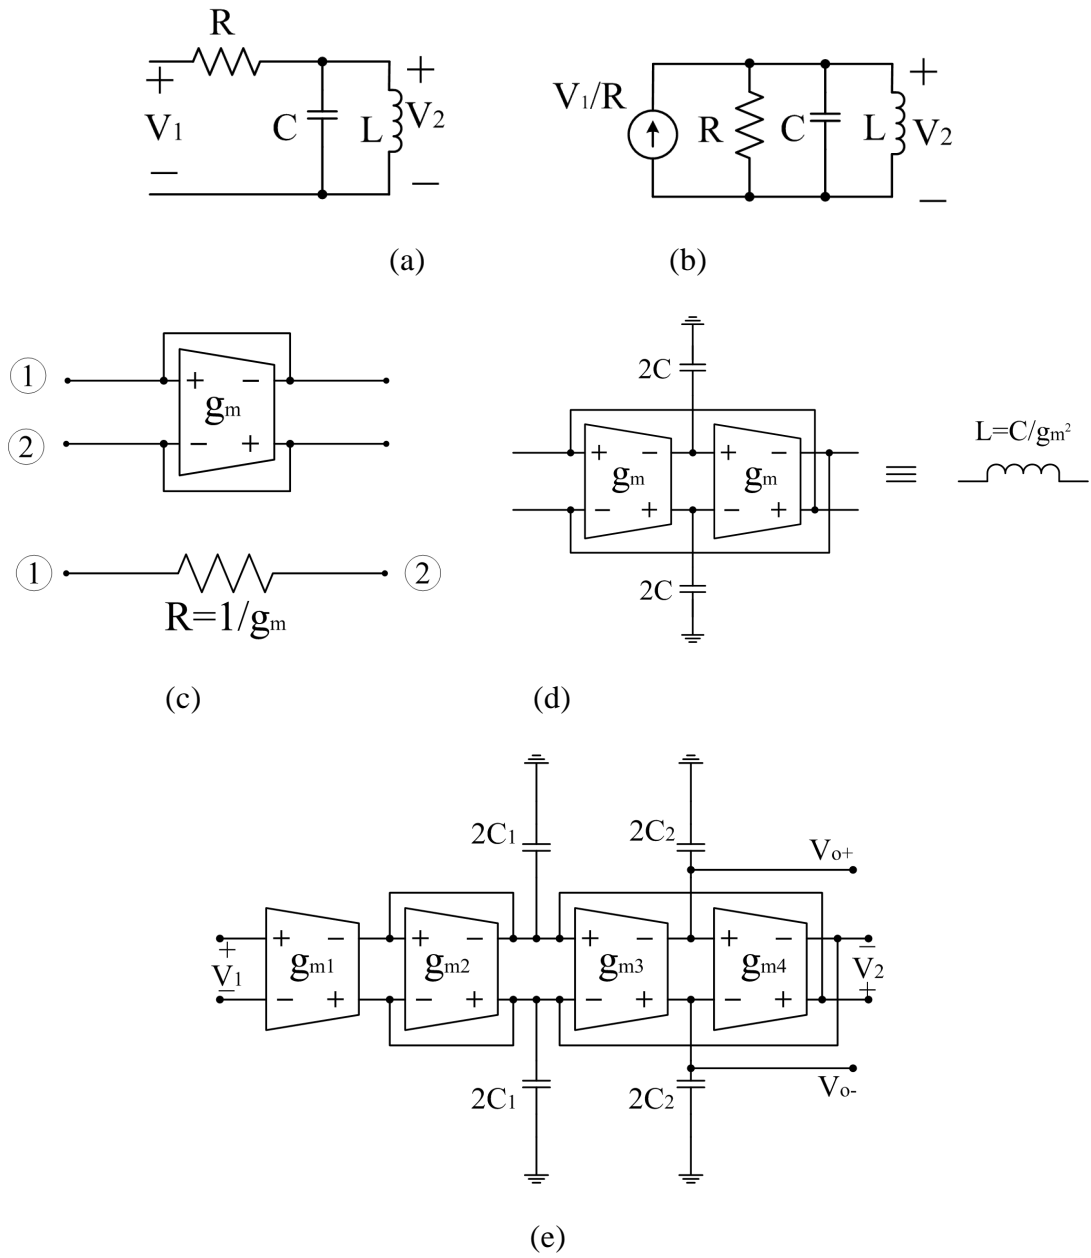 R
+ +
V1 C L V2
− −
(a)
V1/R R C L V2
+
−
(b)
① + −
gm
② − +
① ②
R=1/gm
(c)
2C
+ − + −
gm gm
− + − +
2C
L=C/gm²
(d)
2C1 2C2
Vo+
+ − + − + − + −
+ −
V1 gm1 gm2 gm3 gm4 V2
− +
− + − + − + − +
Vo-
2C1 2C2
(e)